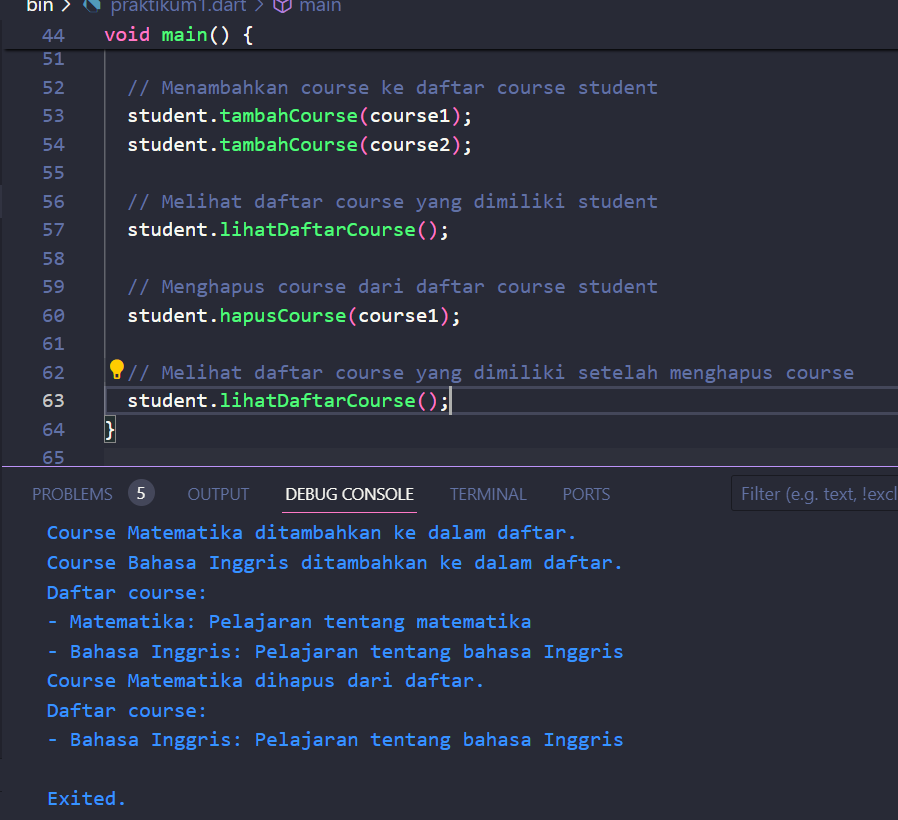 bin > praktikum1.dart > main
44 void main() {
51
52 // Menambahkan course ke daftar course student
53 student.tambahCourse(course1);
54 student.tambahCourse(course2);
55
56 // Melihat daftar course yang dimiliki student
57 student.lihatDaftarCourse();
58
59 // Menghapus course dari daftar course student
60 student.hapusCourse(course1);
61
62 // Melihat daftar course yang dimiliki setelah menghapus course
63 student.lihatDaftarCourse();
64 }
65
PROBLEMS 5 OUTPUT DEBUG CONSOLE TERMINAL PORTS Filter (e.g. text, !excl
Course Matematika ditambahkan ke dalam daftar.
Course Bahasa Inggris ditambahkan ke dalam daftar.
Daftar course:
- Matematika: Pelajaran tentang matematika
- Bahasa Inggris: Pelajaran tentang bahasa Inggris
Course Matematika dihapus dari daftar.
Daftar course:
- Bahasa Inggris: Pelajaran tentang bahasa Inggris
Exited.